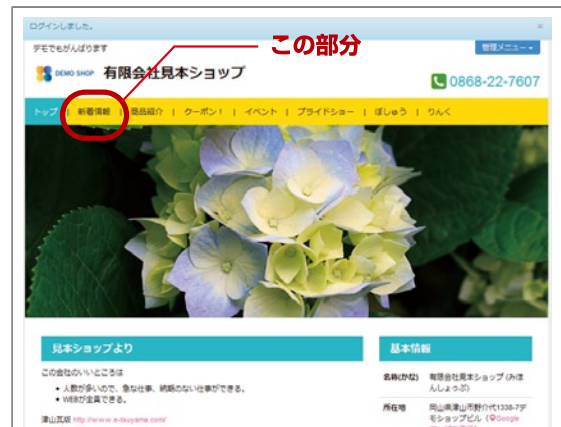 ログインしました。 ×
デモでもがんばります
この部分
管理メニュー
DEMO SHOP 有限会社見本ショップ
0868-22-7607
トップ | 新着情報 | 商品紹介 | クーポン! | イベント | プライドショー | ぼしゅう | りんく
見本ショップより
この会社のいいところは
• 人数が多いので、急な仕事、納期のない仕事ができる。
• WEBが全員できる。
津山瓦版 http://www.e-tsuyama.com/
基本情報
名称(かな) 有限会社見本ショップ (みほ
んしょっぷ)
所在地 岡山県津山市野介代1338-7デ
モショップビル (Google